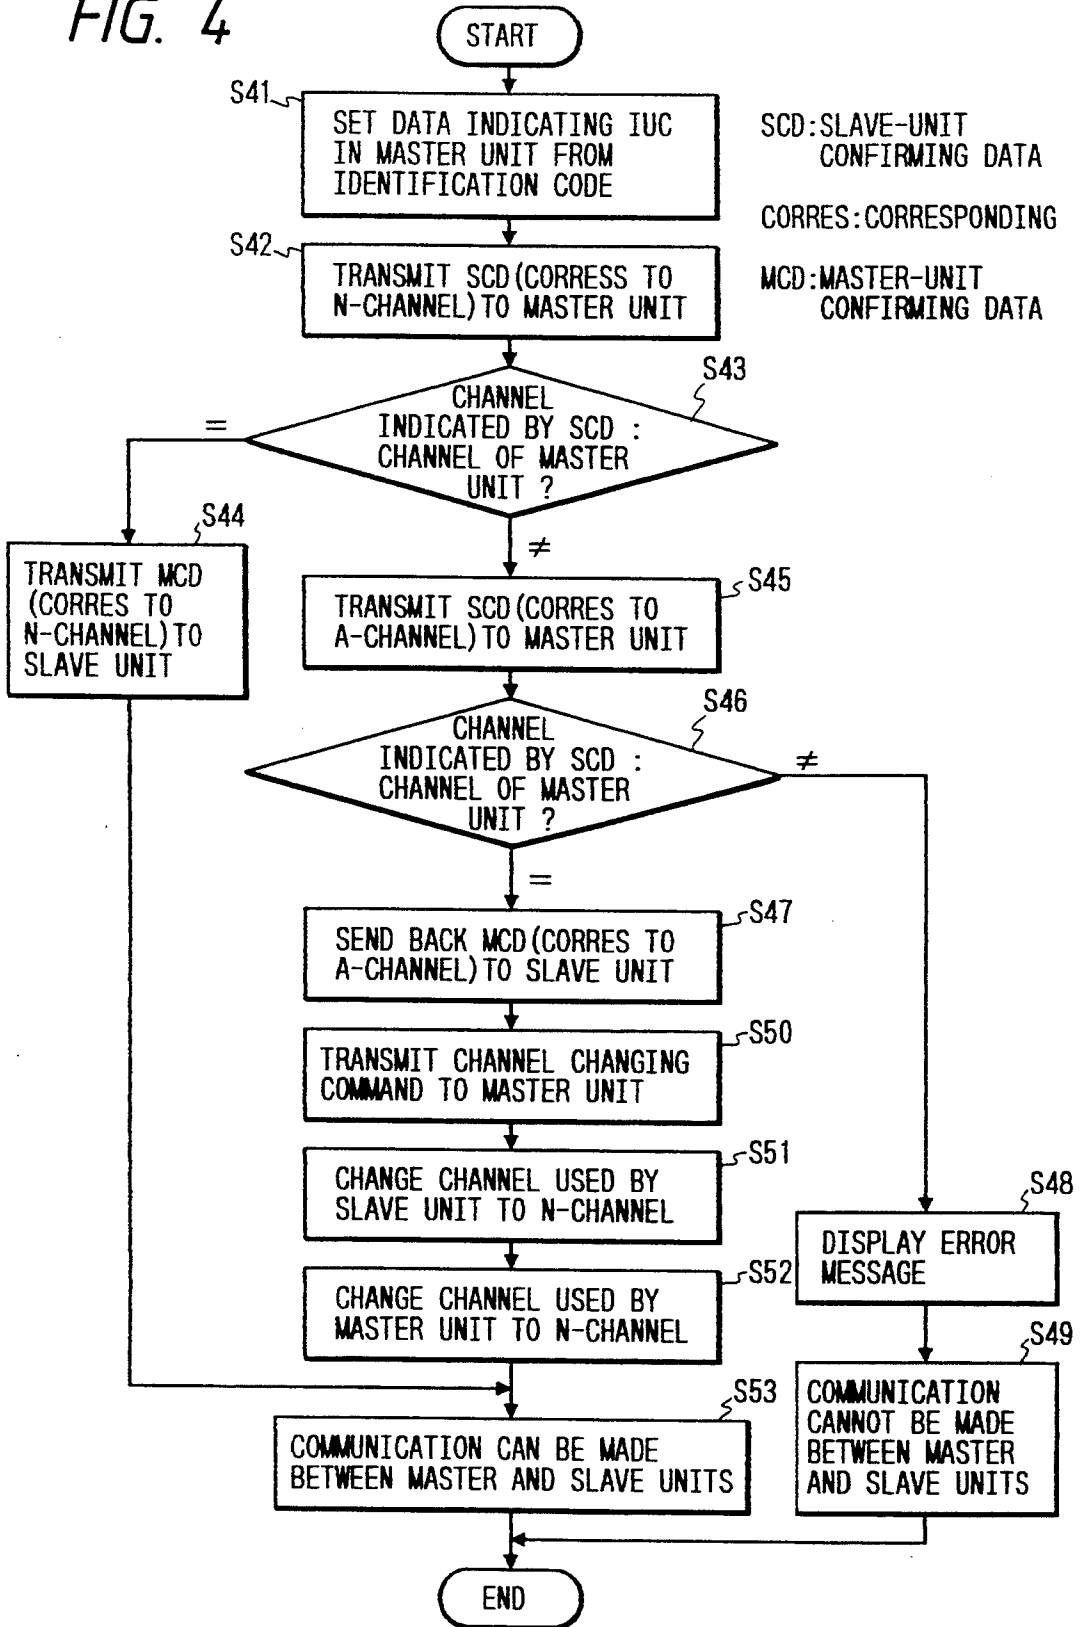 FIG. 4
START
S41
SET DATA INDICATING IUC
IN MASTER UNIT FROM
IDENTIFICATION CODE
SCD:SLAVE-UNIT
CONFIRMING DATA
CORRES:CORRESPONDING
MCD:MASTER-UNIT
CONFIRMING DATA
S42
TRANSMIT SCD(CORRESS TO
N-CHANNEL)TO MASTER UNIT
S43
CHANNEL
INDICATED BY SCD :
CHANNEL OF MASTER
UNIT ?
=
≠
S44
TRANSMIT MCD
(CORRES TO
N-CHANNEL)TO
SLAVE UNIT
S45
TRANSMIT SCD(CORRES TO
A-CHANNEL)TO MASTER UNIT
S46
CHANNEL
INDICATED BY SCD :
CHANNEL OF MASTER
UNIT ?
≠
=
S47
SEND BACK MCD(CORRES TO
A-CHANNEL)TO SLAVE UNIT
S50
TRANSMIT CHANNEL CHANGING
COMMAND TO MASTER UNIT
S51
CHANGE CHANNEL USED BY
SLAVE UNIT TO N-CHANNEL
S48
DISPLAY ERROR
MESSAGE
S52
CHANGE CHANNEL USED BY
MASTER UNIT TO N-CHANNEL
S49
COMMUNICATION
CANNOT BE MADE
BETWEEN MASTER
AND SLAVE UNITS
S53
COMMUNICATION CAN BE MADE
BETWEEN MASTER AND SLAVE UNITS
END